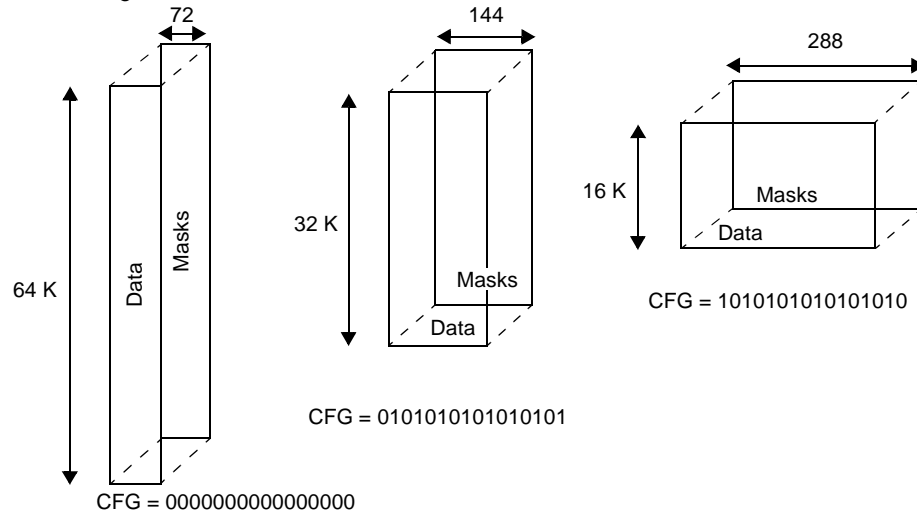 72
64 K
Data
Masks
CFG = 0000000000000000
144
32 K
Masks
Data
CFG = 0101010101010101
288
16 K
Masks
Data
CFG = 1010101010101010